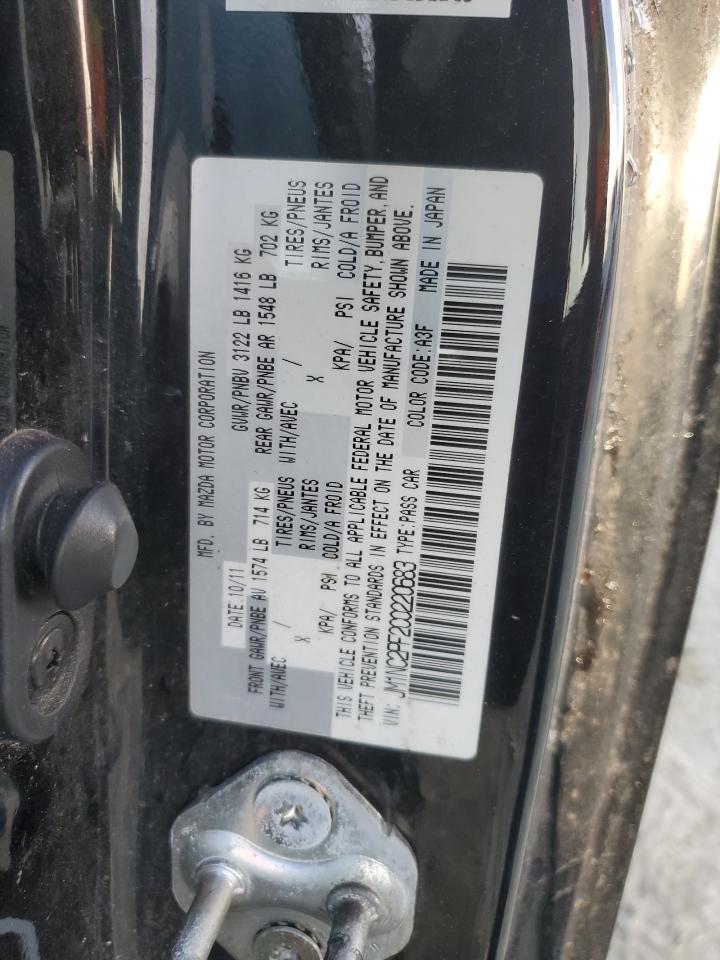 MFD. BY MAZDA MOTOR CORPORATION
DATE 10/11 GVWR/PNBV 3122 LB 1416 KG
FRONT GAWR/PNBE AV 1574 LB 714 KG REAR GAWR/PNBE AR 1548 LB 702 KG
WITH/AVEC / TIRES/PNEUS WITH/AVEC / TIRES/PNEUS
X RIMS/JANTES X RIMS/JANTES
KPA/ PSI COLD/A FROID KPA/ PSI COLD/A FROID
THIS VEHICLE CONFORMS TO ALL APPLICABLE FEDERAL MOTOR VEHICLE SAFETY, BUMPER, AND
THEFT PREVENTION STANDARDS IN EFFECT ON THE DATE OF MANUFACTURE SHOWN ABOVE.
VIN: JM1NC2PF2C0220683 TYPE:PASS CAR COLOR CODE:A3F MADE IN JAPAN